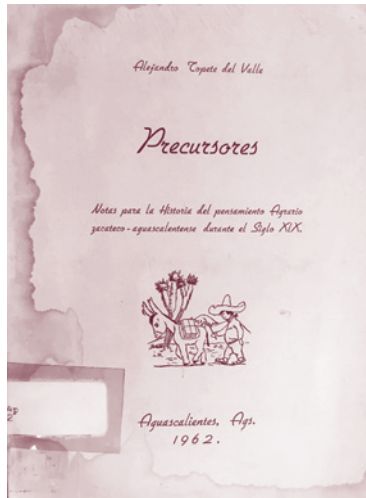 Alejandro Topete del Valle
Precursores
Notas para la Historia del pensamiento Agrario
zacateco-aguascalentense durante el Siglo XIX.
Aguascalientes, Ags.
1962.